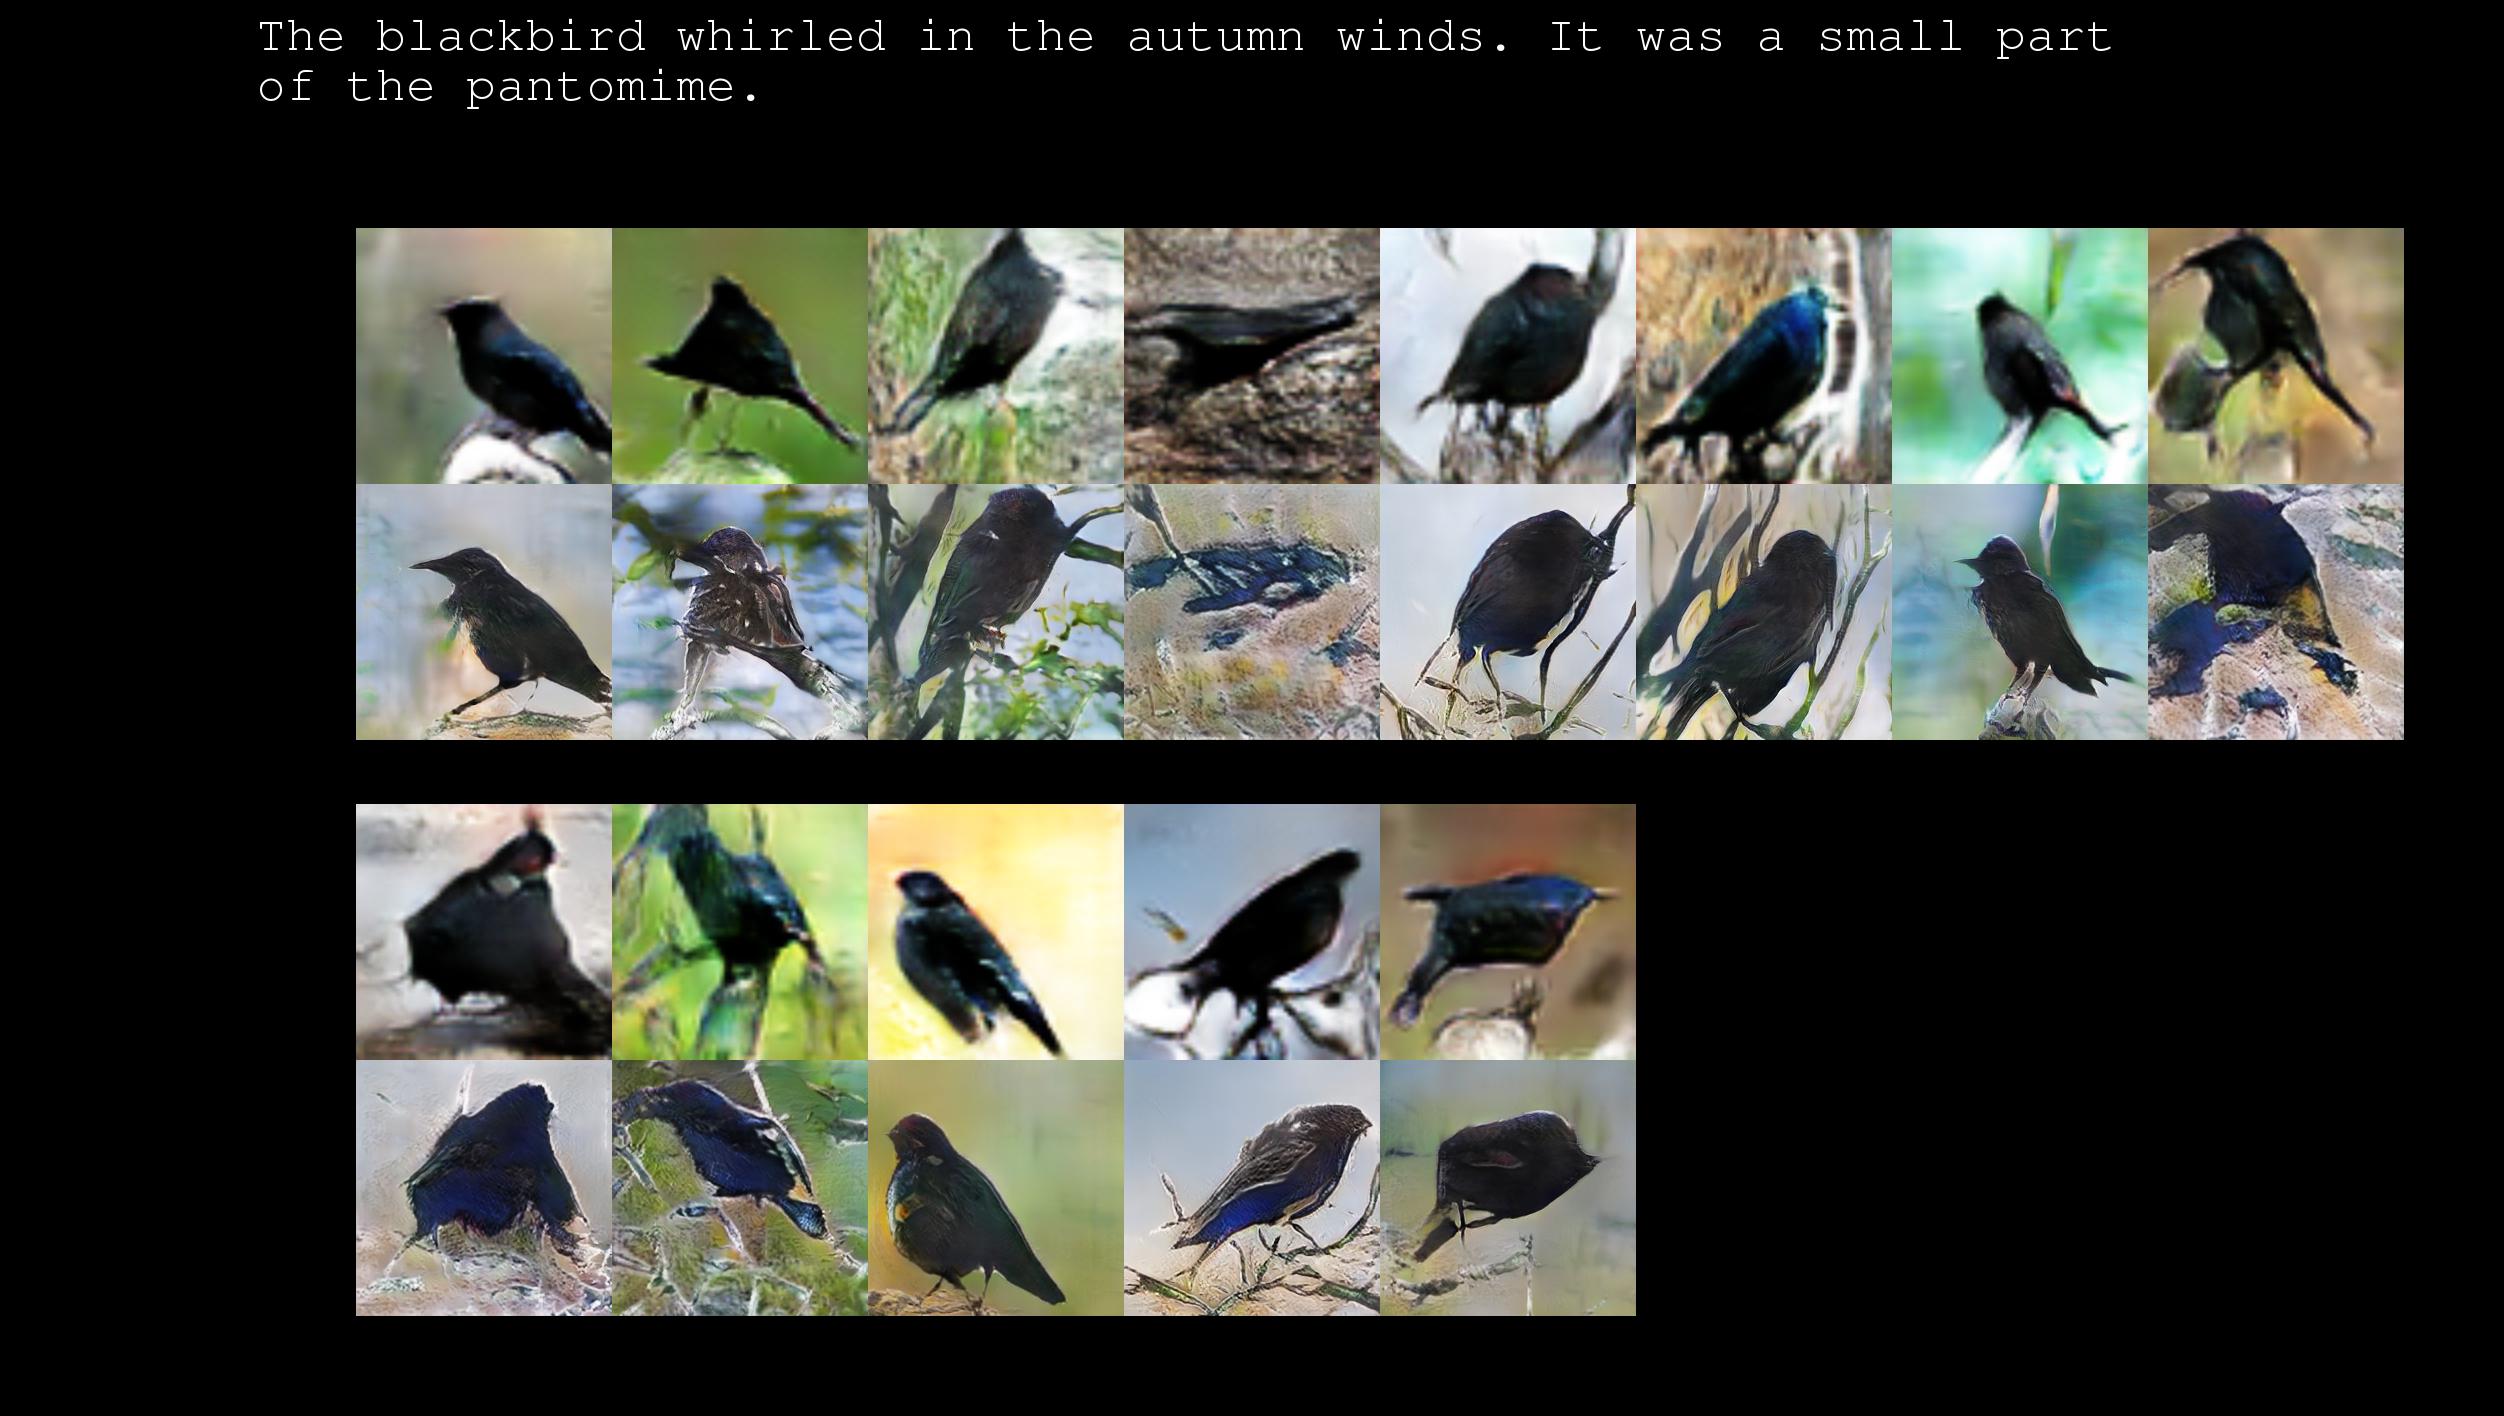 The blackbird whirled in the autumn winds. It was a small part
of the pantomime.